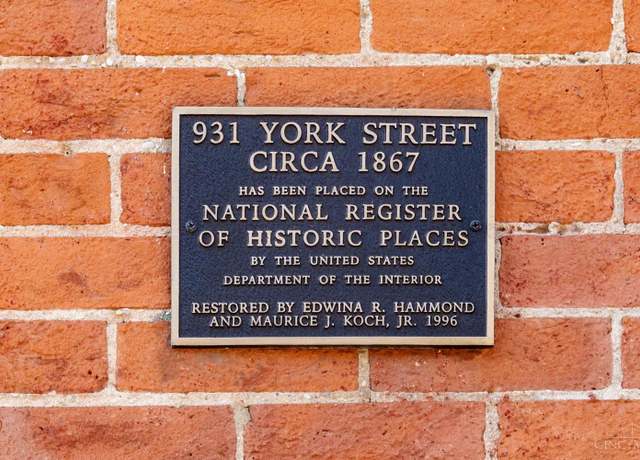 931 YORK STREET
CIRCA 1867
HAS BEEN PLACED ON THE
NATIONAL REGISTER
OF HISTORIC PLACES
BY THE UNITED STATES
DEPARTMENT OF THE INTERIOR
RESTORED BY EDWINA R. HAMMOND
AND MAURICE J. KOCH, JR. 1996